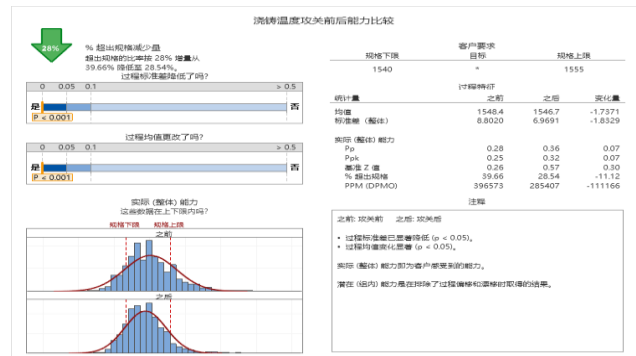 浇铸温度攻关前后能力比较
28%
% 超出规格减少量
超出规格的比率按 28% 增量从
39.66% 降低至 28.54%。
过程标准差降低了吗?
0 0.05 0.1 > 0.5
是 否
P < 0.001
过程均值更改了吗?
0 0.05 0.1 > 0.5
是 否
P < 0.001
实际 (整体) 能力
这些数据在上下限内吗?
规格下限 规格上限
之前
之后
客户要求
规格下限 目标 规格上限
1540 * 1555
过程特征
统计量 之前 之后 变化量
均值 1548.4 1546.7 -1.7371
标准差 (整体) 8.8020 6.9691 -1.8329
实际 (整体) 能力
Pp 0.28 0.36 0.07
Ppk 0.25 0.32 0.07
基准 Z 值 0.26 0.57 0.30
% 超出规格 39.66 28.54 -11.12
PPM (DPMO) 396573 285407 -111166
注释
之前: 攻关前 之后: 攻关后
• 过程标准差已显著降低 (p < 0.05)。
• 过程均值变化显著 (p < 0.05)。
实际 (整体) 能力即为客户感受到的能力。
潜在 (组内) 能力是在排除了过程偏移和漂移时取得的结果。